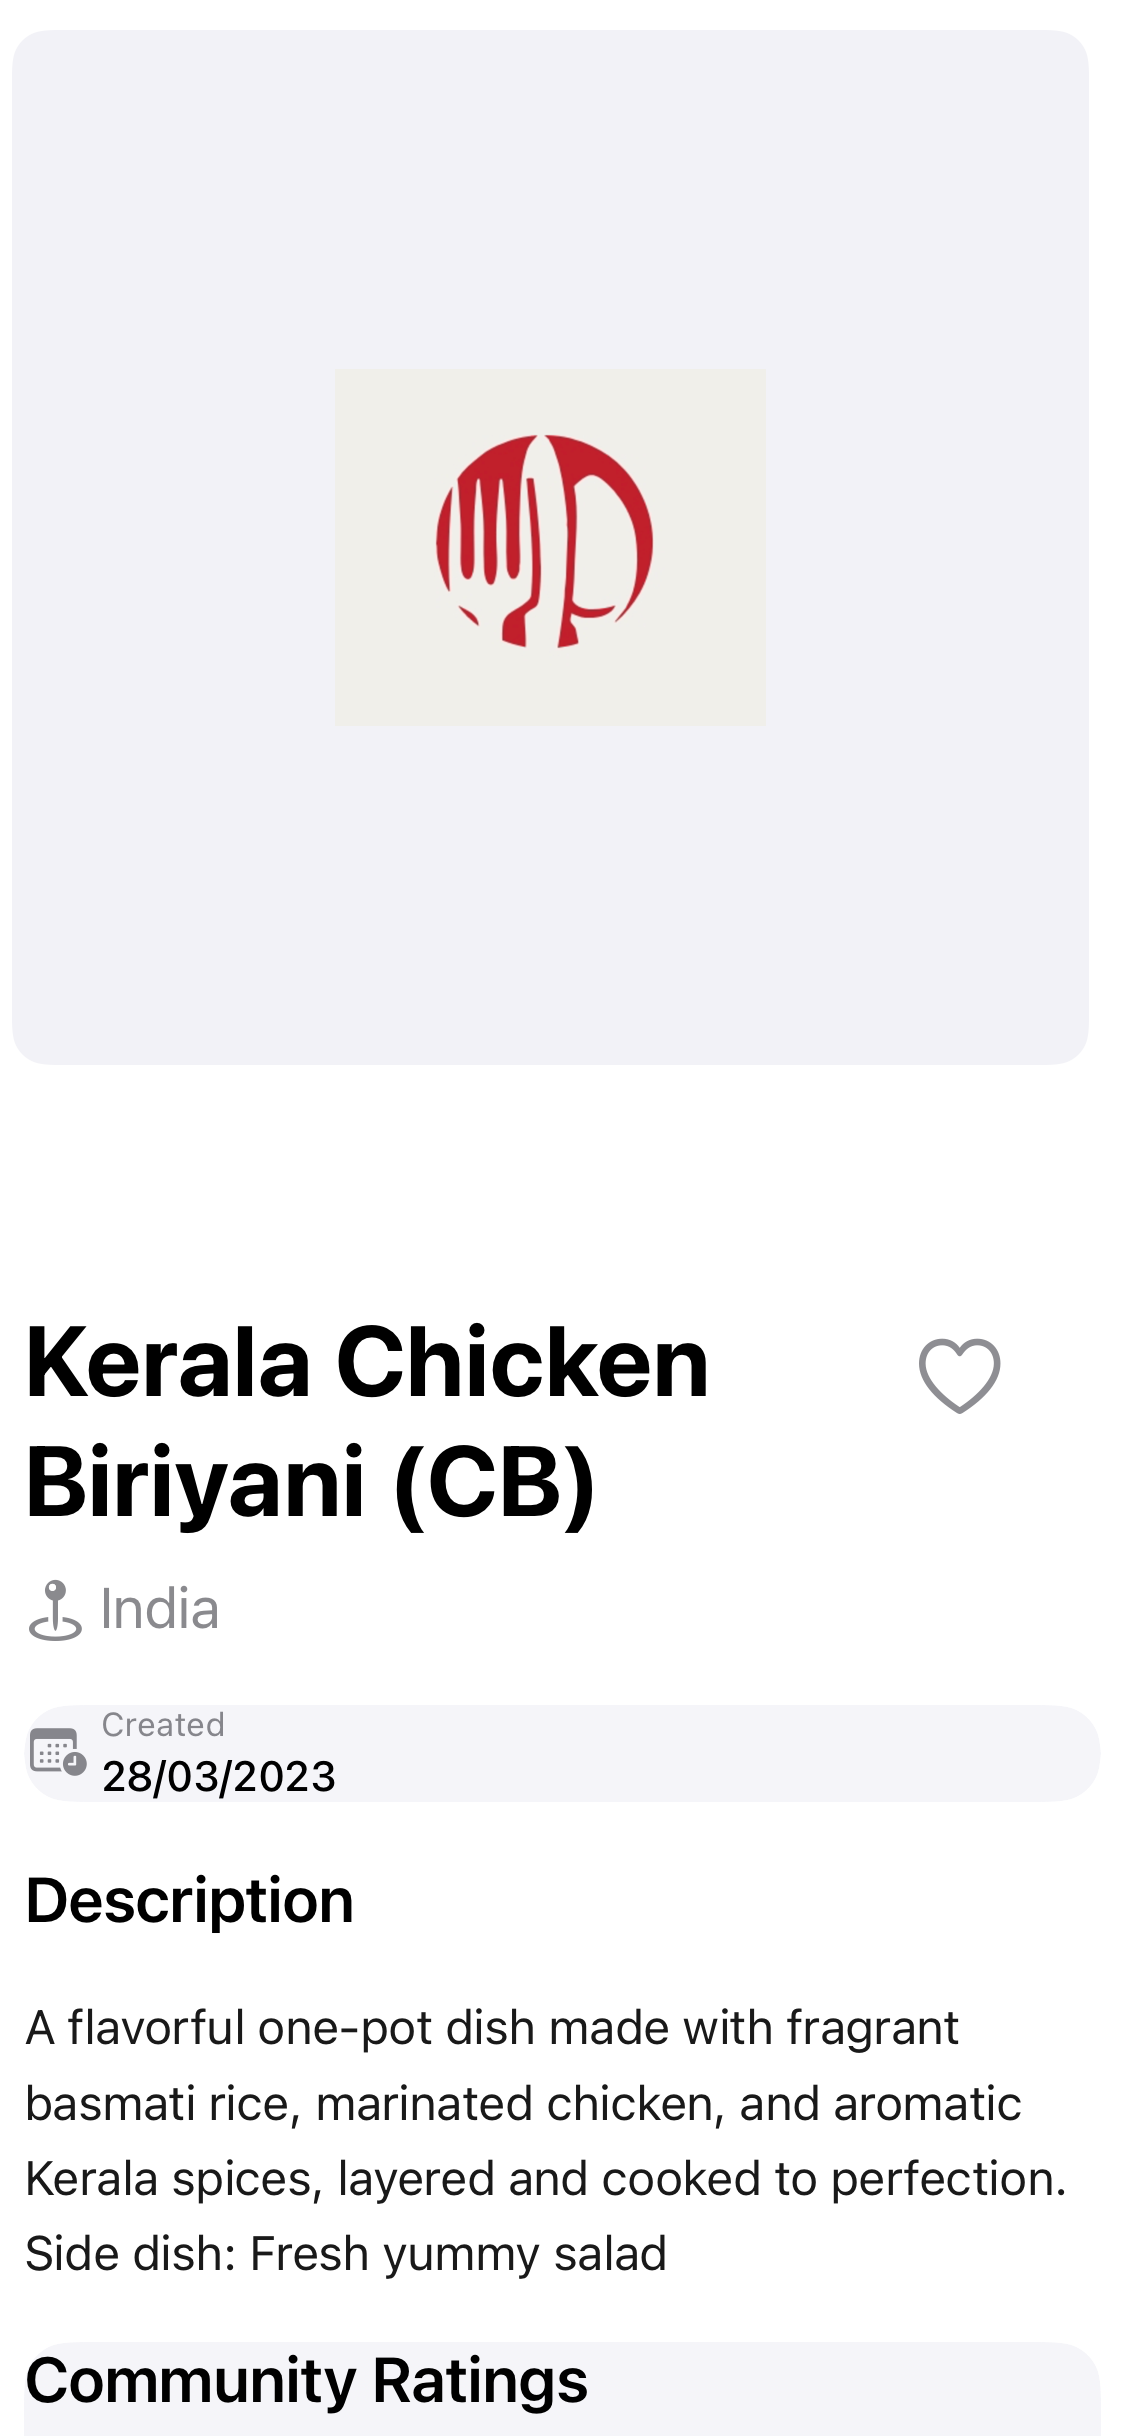 Kerala Chicken
Biriyani (CB)
India
Created
28/03/2023
Description
A flavorful one-pot dish made with fragrant
basmati rice, marinated chicken, and aromatic
Kerala spices, layered and cooked to perfection.
Side dish: Fresh yummy salad
Community Ratings